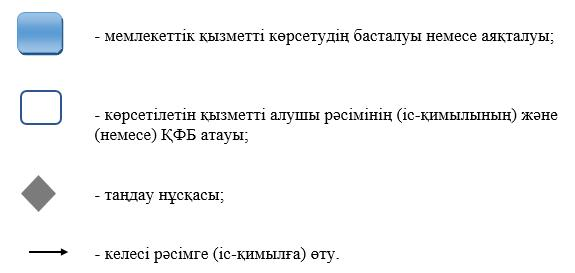 - мемлекеттік қызметті көрсетудің басталуы немесе аяқталуы;
- көрсетілетін қызметті алушы рәсімінің (іс-қимылының) және
(немесе) ҚФБ атауы;
- таңдау нұсқасы;
- келесі рәсімге (іс-қимылға) өту.